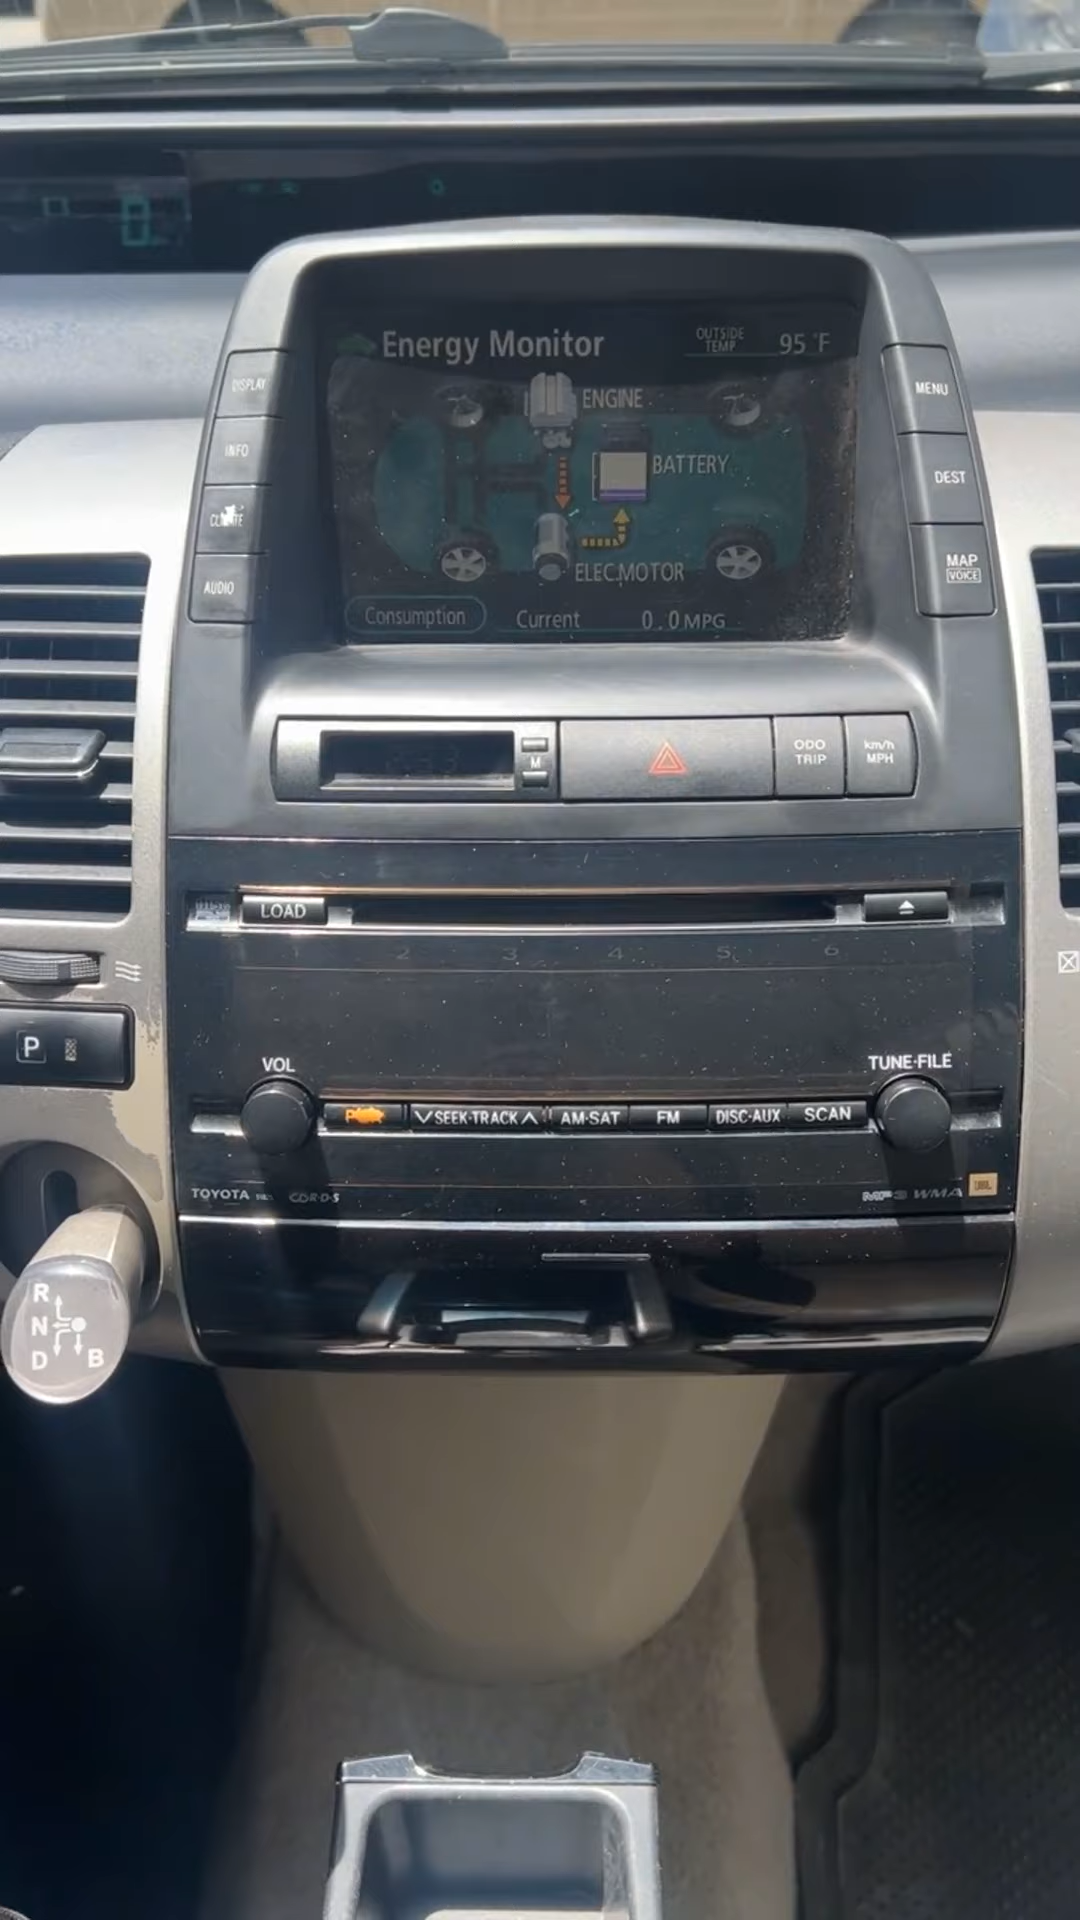 Energy Monitor
OUTSIDE TEMP 95 °F
DISPLAY
ENGINE
MENU
INFO
BATTERY
DEST
MAP
VOICE
AUDIO
ELEC.MOTOR
Consumption Current 0.0 MPG
M
ODO TRIP
km/h MPH
LOAD
1 2 3 4 5 6
P
VOL
TUNE·FILE
SEEK·TRACK AM·SAT FM DISC·AUX SCAN
TOYOTA
MP3 WMA JBL
R
N
D B